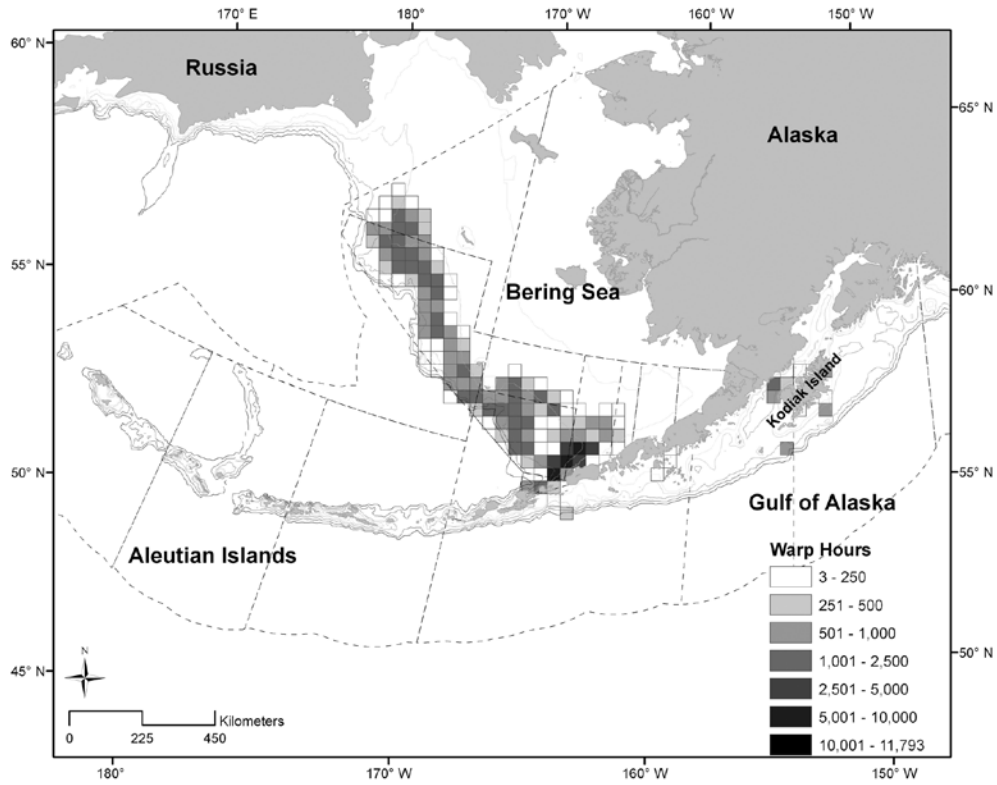 170° E 180° 170° W 160° W 150° W
60° N
Russia
65° N
Alaska
55° N
Bering Sea
60° N
Kodiak Island
50° N
55° N
Gulf of Alaska
Aleutian Islands
Warp Hours
3 - 250
251 - 500
501 - 1,000
1,001 - 2,500
2,501 - 5,000
5,001 - 10,000
10,001 - 11,793
50° N
N
45° N
Kilometers
0 225 450
180° 170° W 160° W 150° W